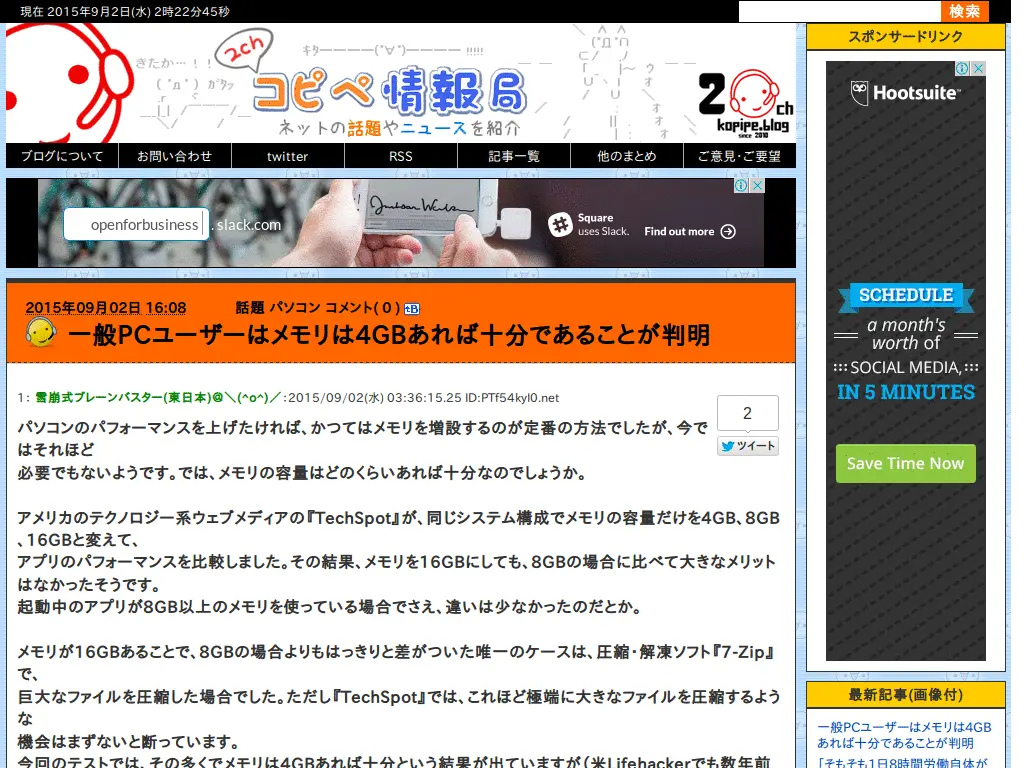 現在 2015年9月2日(水) 2時22分45秒
検索
きたか…！！
( ﾟдﾟ) ｶﾞﾀｯ
2ch
ｷﾀ━━━━(ﾟ∀ﾟ)━━━━ !!!!!
コピペ情報局
ネットの話題やニュースを紹介
2ch
kopipe.blog
since 2010
ブログについて
お問い合わせ
twitter
RSS
記事一覧
他のまとめ
ご意見・ご要望
openforbusiness .slack.com
Square
uses Slack.
Find out more
2015年09月02日 16:08 話題 パソコン コメント( 0 )
一般PCユーザーはメモリは4GBあれば十分であることが判明
1： 雪崩式ブレーンバスター(東日本)@＼(^o^)／：2015/09/02(水) 03:36:15.25 ID:PTf54kyl0.net
2
ツイート
パソコンのパフォーマンスを上げたければ、かつてはメモリを増設するのが定番の方法でしたが、今で
はそれほど
必要でもないようです。では、メモリの容量はどのくらいあれば十分なのでしょうか。
アメリカのテクノロジー系ウェブメディアの『TechSpot』が、同じシステム構成でメモリの容量だけを4GB、8GB
、16GBと変えて、
アプリのパフォーマンスを比較しました。その結果、メモリを16GBにしても、8GBの場合に比べて大きなメリット
はなかったそうです。
起動中のアプリが8GB以上のメモリを使っている場合でさえ、違いは少なかったのだとか。
メモリが16GBあることで、8GBの場合よりもはっきりと差がついた唯一のケースは、圧縮・解凍ソフト『7-Zip』
で、
巨大なファイルを圧縮した場合でした。ただし『TechSpot』では、これほど極端に大きなファイルを圧縮するよう
な
機会はまずないと断っています。
今回のテストでは、その多くでメモリは4GBあれば十分という結果が出ていますが（米Lifehackerでも数年前
スポンサードリンク
Hootsuite
SCHEDULE
a month's
worth of
SOCIAL MEDIA,
IN 5 MINUTES
Save Time Now
最新記事(画像付)
一般PCユーザーはメモリは4GB
あれば十分であることが判明
「そもそも1日8時間労働自体が